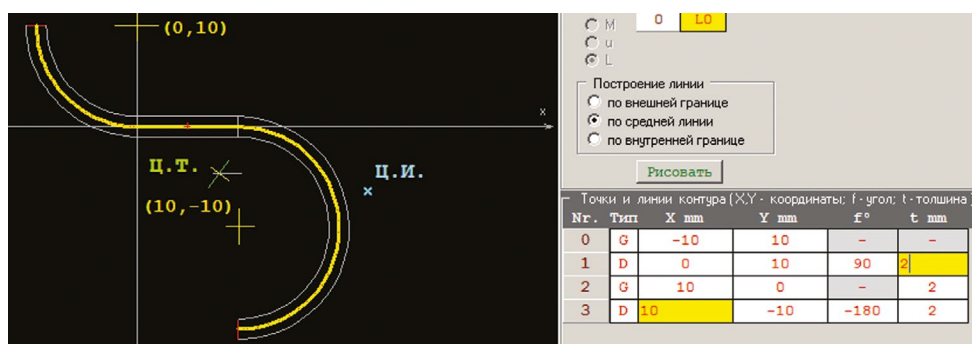 (0,10)
x
Ц.Т.
Ц.И.
(10,-10)
М 0 L0
u
L
Построение линии
по внешней границе
по средней линии
по внутренней границе
Рисовать
Точки и линии контура (X,Y - координаты; f - угол; t - толшина)
Nr. Тип X mm Y mm f° t mm
0 G -10 10 - -
1 D 0 10 90 2
2 G 10 0 - 2
3 D 10 -10 -180 2